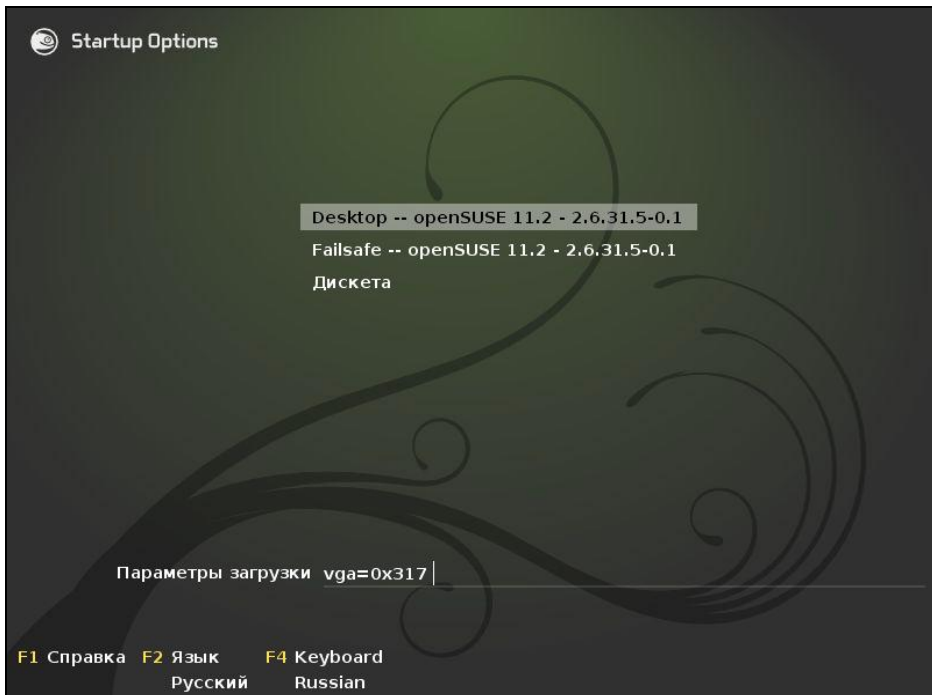 Startup Options
Desktop -- openSUSE 11.2 - 2.6.31.5-0.1
Failsafe -- openSUSE 11.2 - 2.6.31.5-0.1
Дискета
Параметры загрузки vga=0x317
F1 Справка F2 Язык F4 Keyboard
Русский Russian